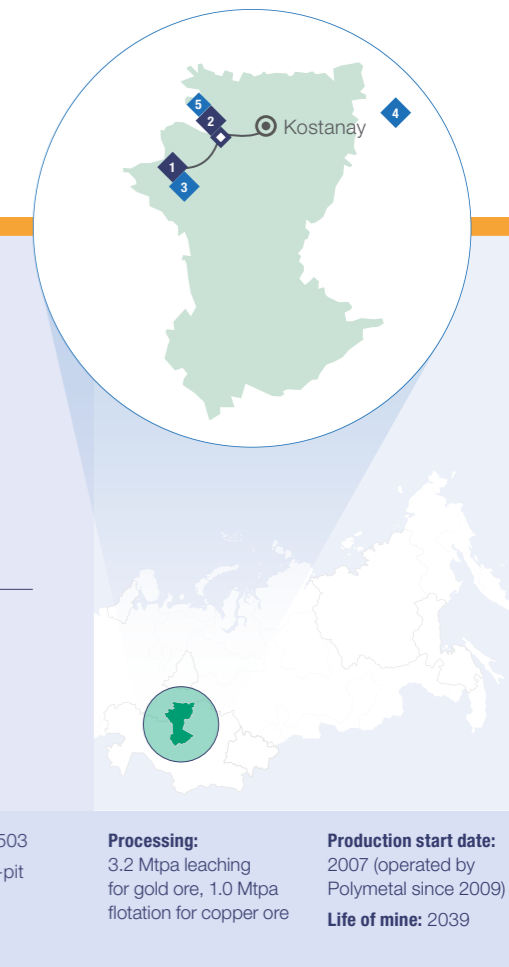 5
2
Kostanay
4
1
3
503
-pit
Processing:
3.2 Mtpa leaching
for gold ore, 1.0 Mtpa
flotation for copper ore
Production start date:
2007 (operated by
Polymetal since 2009)
Life of mine: 2039